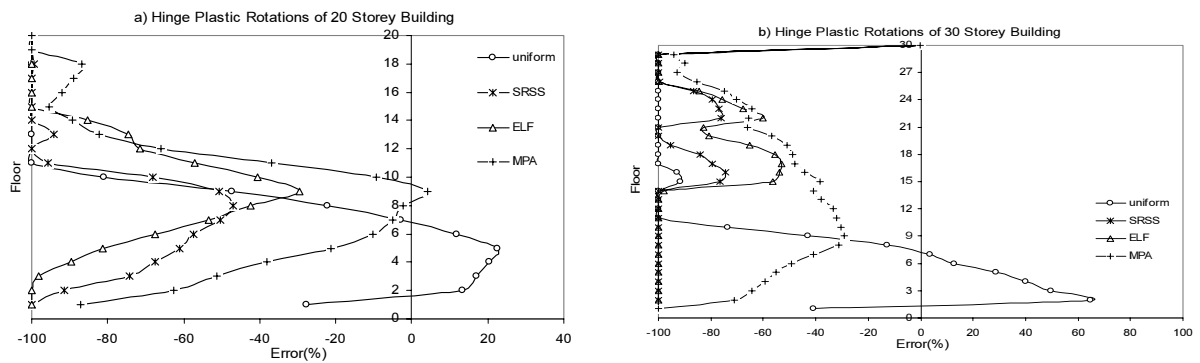 a) Hinge Plastic Rotations of 20 Storey Building
20
18
16
14
12
10
8
6
4
2
0
Floor
-100 -80 -60 -40 -20 0 20 40
Error(%)
uniform
SRSS
ELF
MPA
b) Hinge Plastic Rotations of 30 Storey Building
30
27
24
21
18
15
12
9
6
3
0
Floor
-100 -80 -60 -40 -20 0 20 40 60 80 100
Error(%)
uniform
SRSS
ELF
MPA